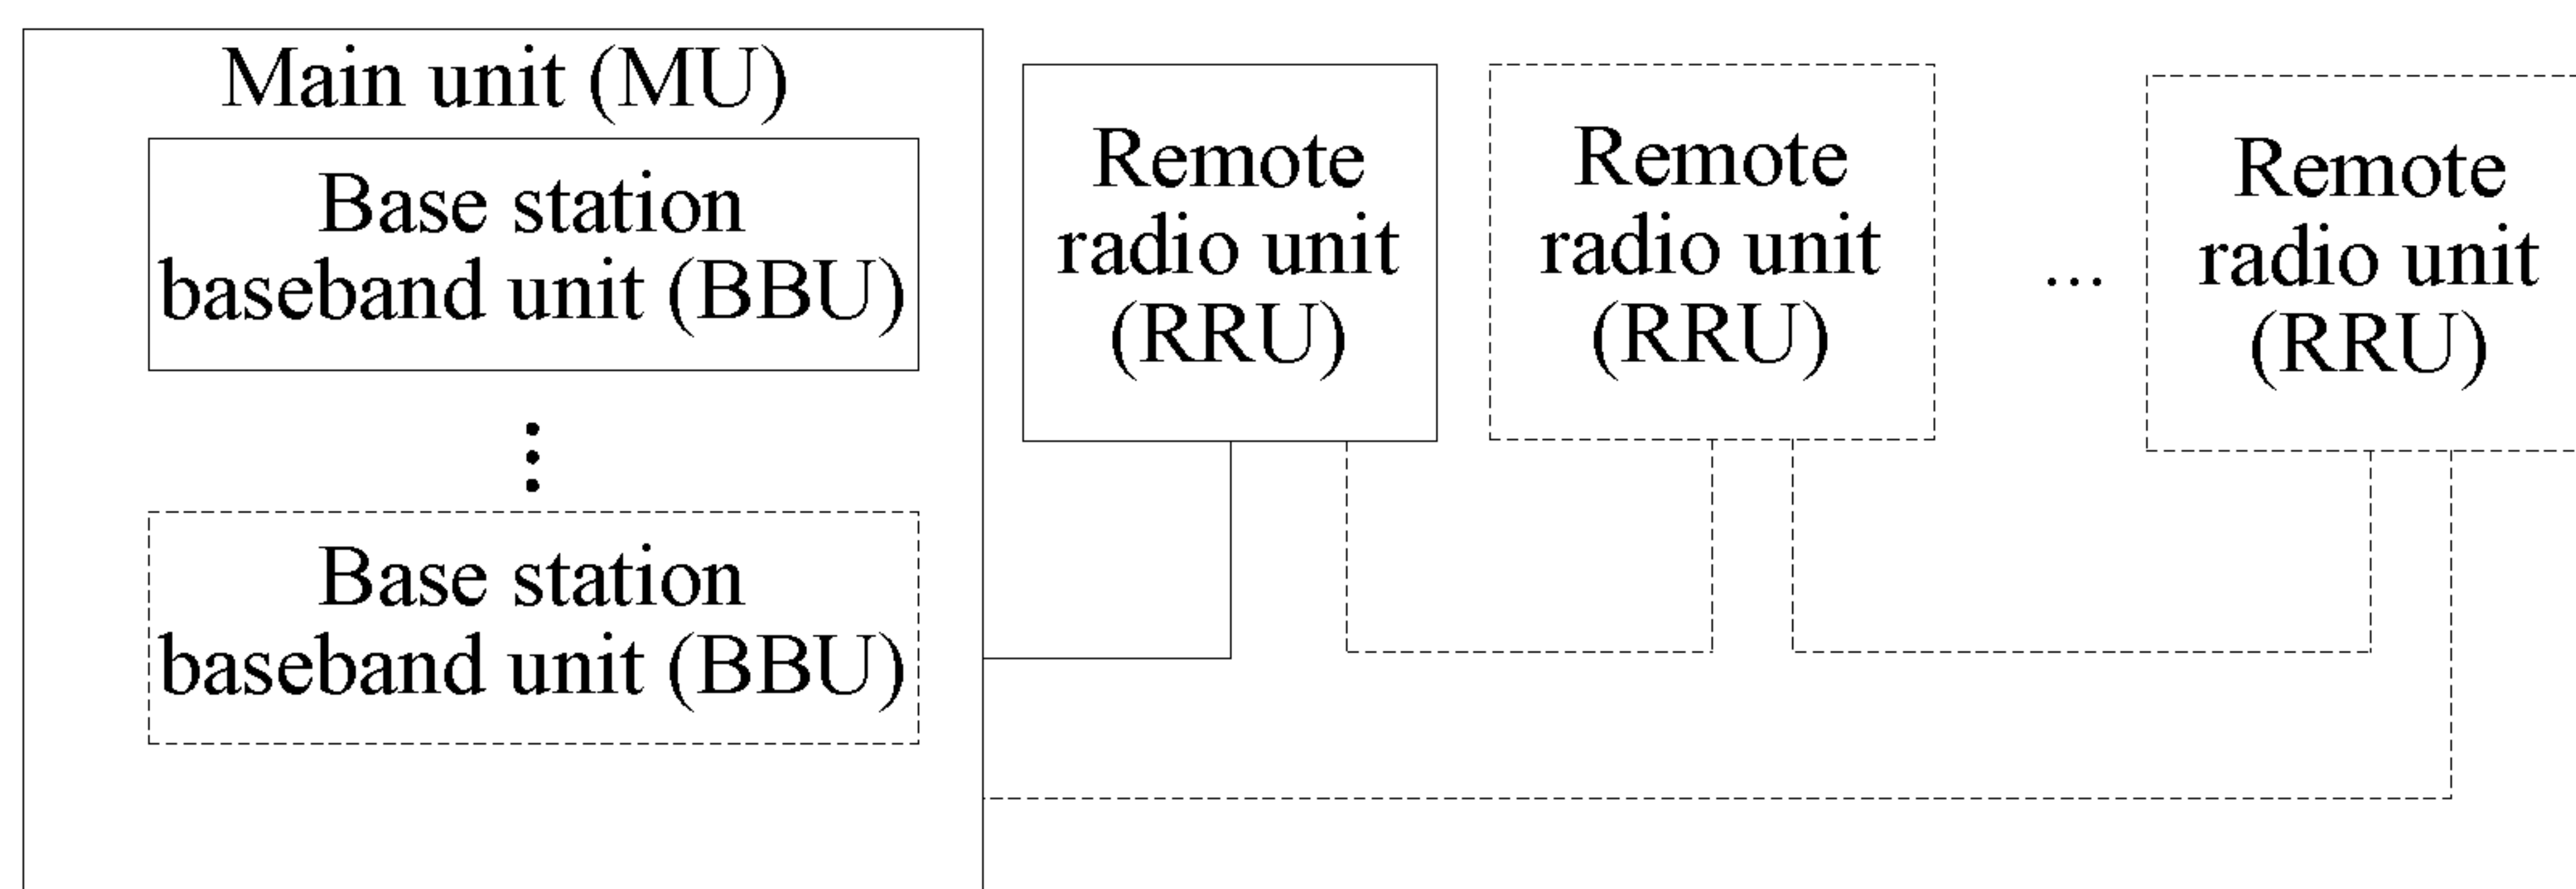 Main unit (MU)
Base station
baseband unit (BBU)
⋮
Base station
baseband unit (BBU)
Remote
radio unit
(RRU)
Remote
radio unit
(RRU)
...
Remote
radio unit
(RRU)